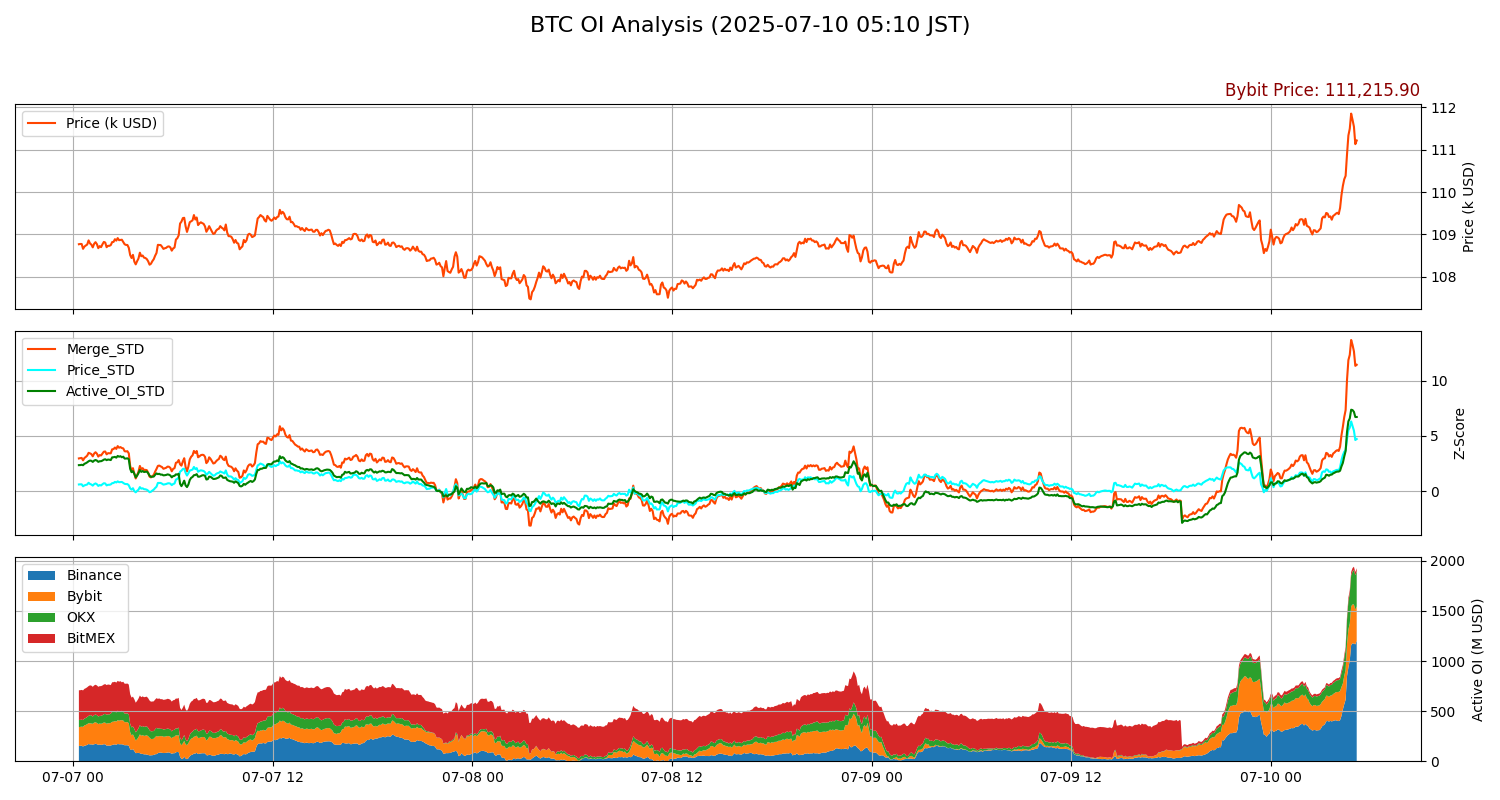 BTC OI Analysis (2025-07-10 05:10 JST)
Bybit Price: 111,215.90
Price (k USD)
112
111
110
109
108
Price (k USD)
Merge_STD
Price_STD
Active_OI_STD
10
5
0
Z-Score
Binance
Bybit
OKX
BitMEX
2000
1500
1000
500
0
Active OI (M USD)
07-07 00
07-07 12
07-08 00
07-08 12
07-09 00
07-09 12
07-10 00